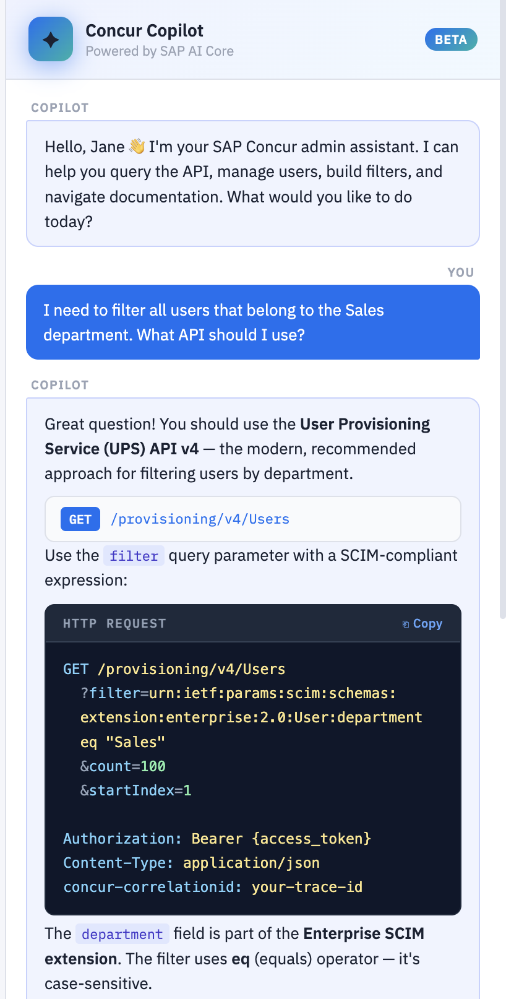 Concur Copilot
Powered by SAP AI Core
BETA
COPILOT
Hello, Jane 👋 I'm your SAP Concur admin assistant. I can
help you query the API, manage users, build filters, and
navigate documentation. What would you like to do
today?
YOU
I need to filter all users that belong to the Sales
department. What API should I use?
COPILOT
Great question! You should use the User Provisioning
Service (UPS) API v4 — the modern, recommended
approach for filtering users by department.
GET /provisioning/v4/Users
Use the filter query parameter with a SCIM-compliant
expression:
HTTP REQUEST
Copy
GET /provisioning/v4/Users
?filter=urn:ietf:params:scim:schemas:
extension:enterprise:2.0:User:department
eq "Sales"
&count=100
&startIndex=1
Authorization: Bearer {access_token}
Content-Type: application/json
concur-correlationid: your-trace-id
The department field is part of the Enterprise SCIM
extension. The filter uses eq (equals) operator — it's
case-sensitive.